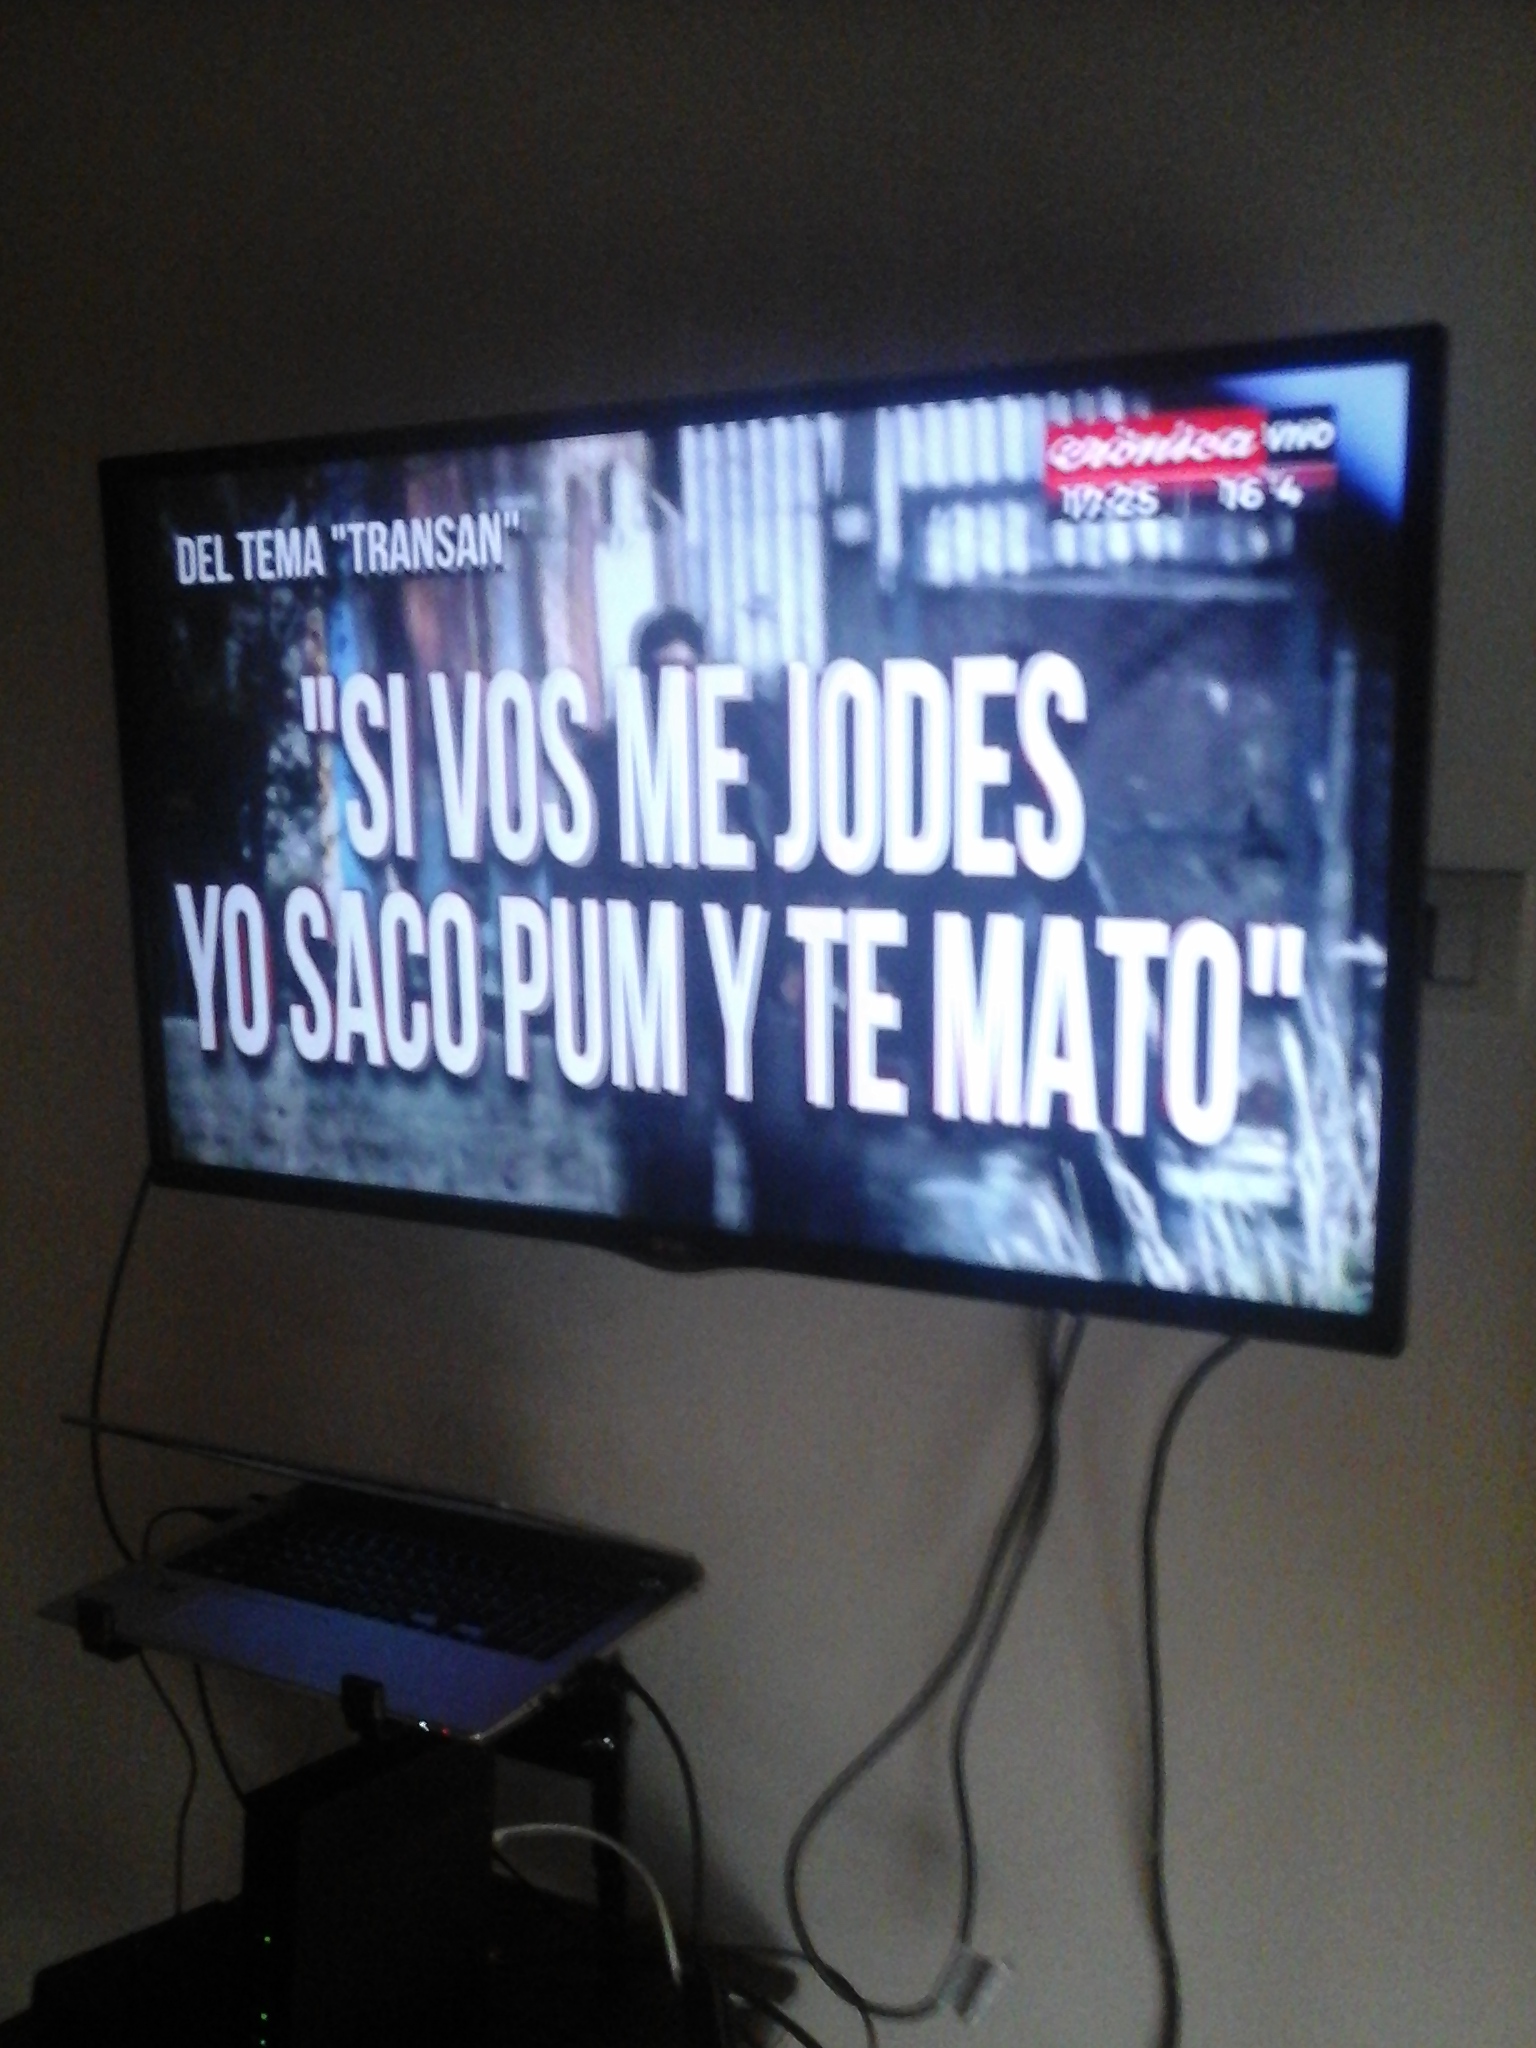 crónica VIVO
DEL TEMA "TRANSAN"
"SI VOS ME JODES
YO SACO PUM Y TE MATO"